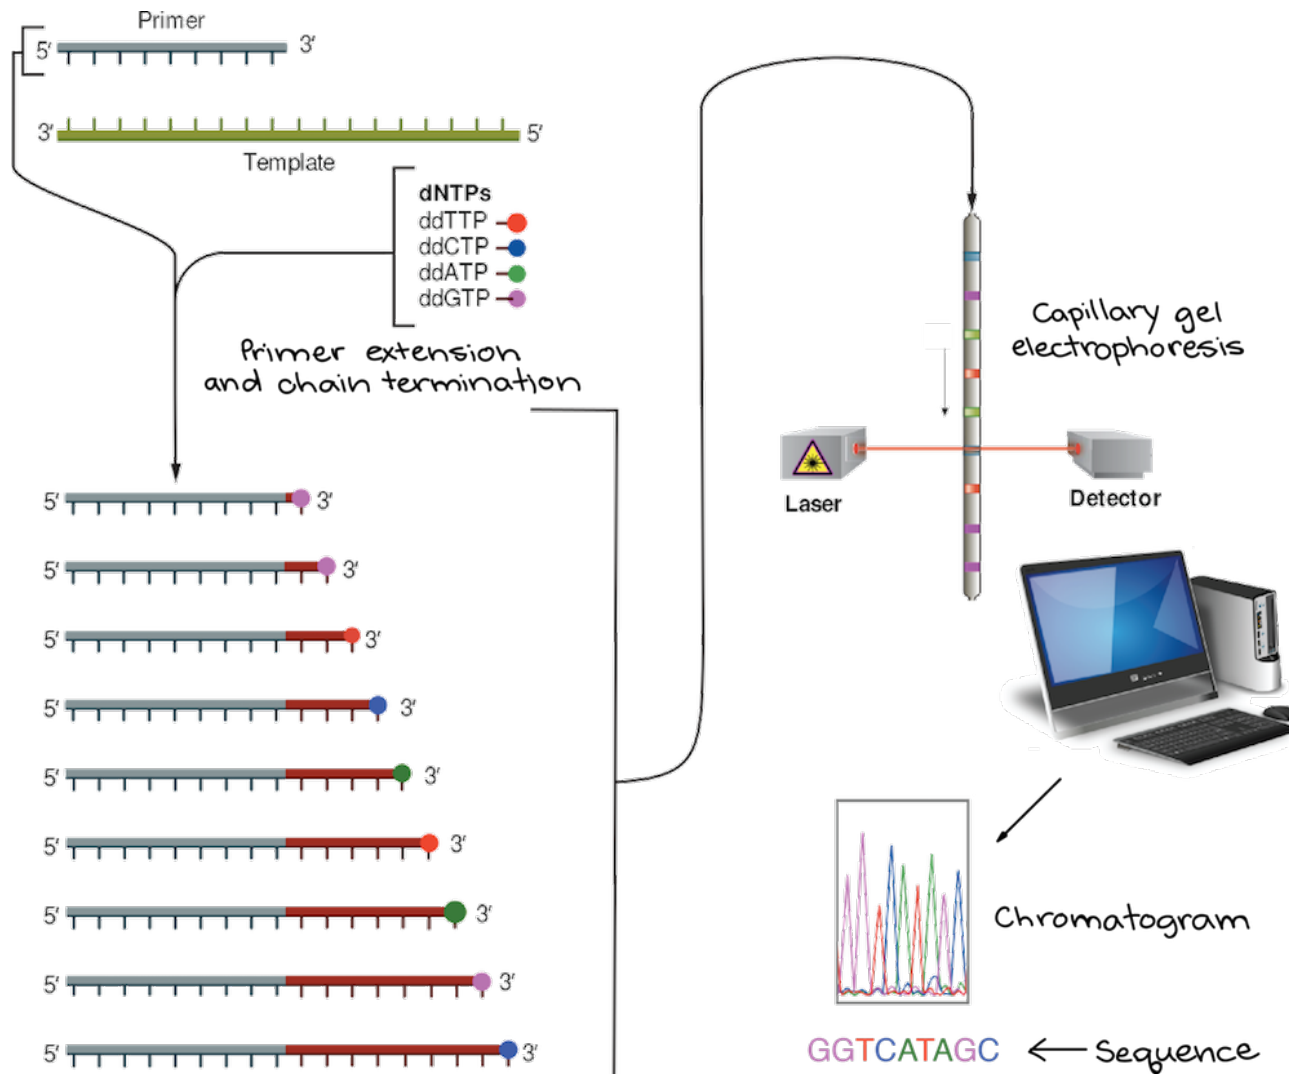 Primer
5′ 3′
3′ 5′
Template
dNTPs
ddTTP
ddCTP
ddATP
ddGTP
Primer extension
and chain termination
5′ 3′
5′ 3′
5′ 3′
5′ 3′
5′ 3′
5′ 3′
5′ 3′
5′ 3′
5′ 3′
Capillary gel
electrophoresis
Laser
Detector
Chromatogram
GGTCATAGC
Sequence